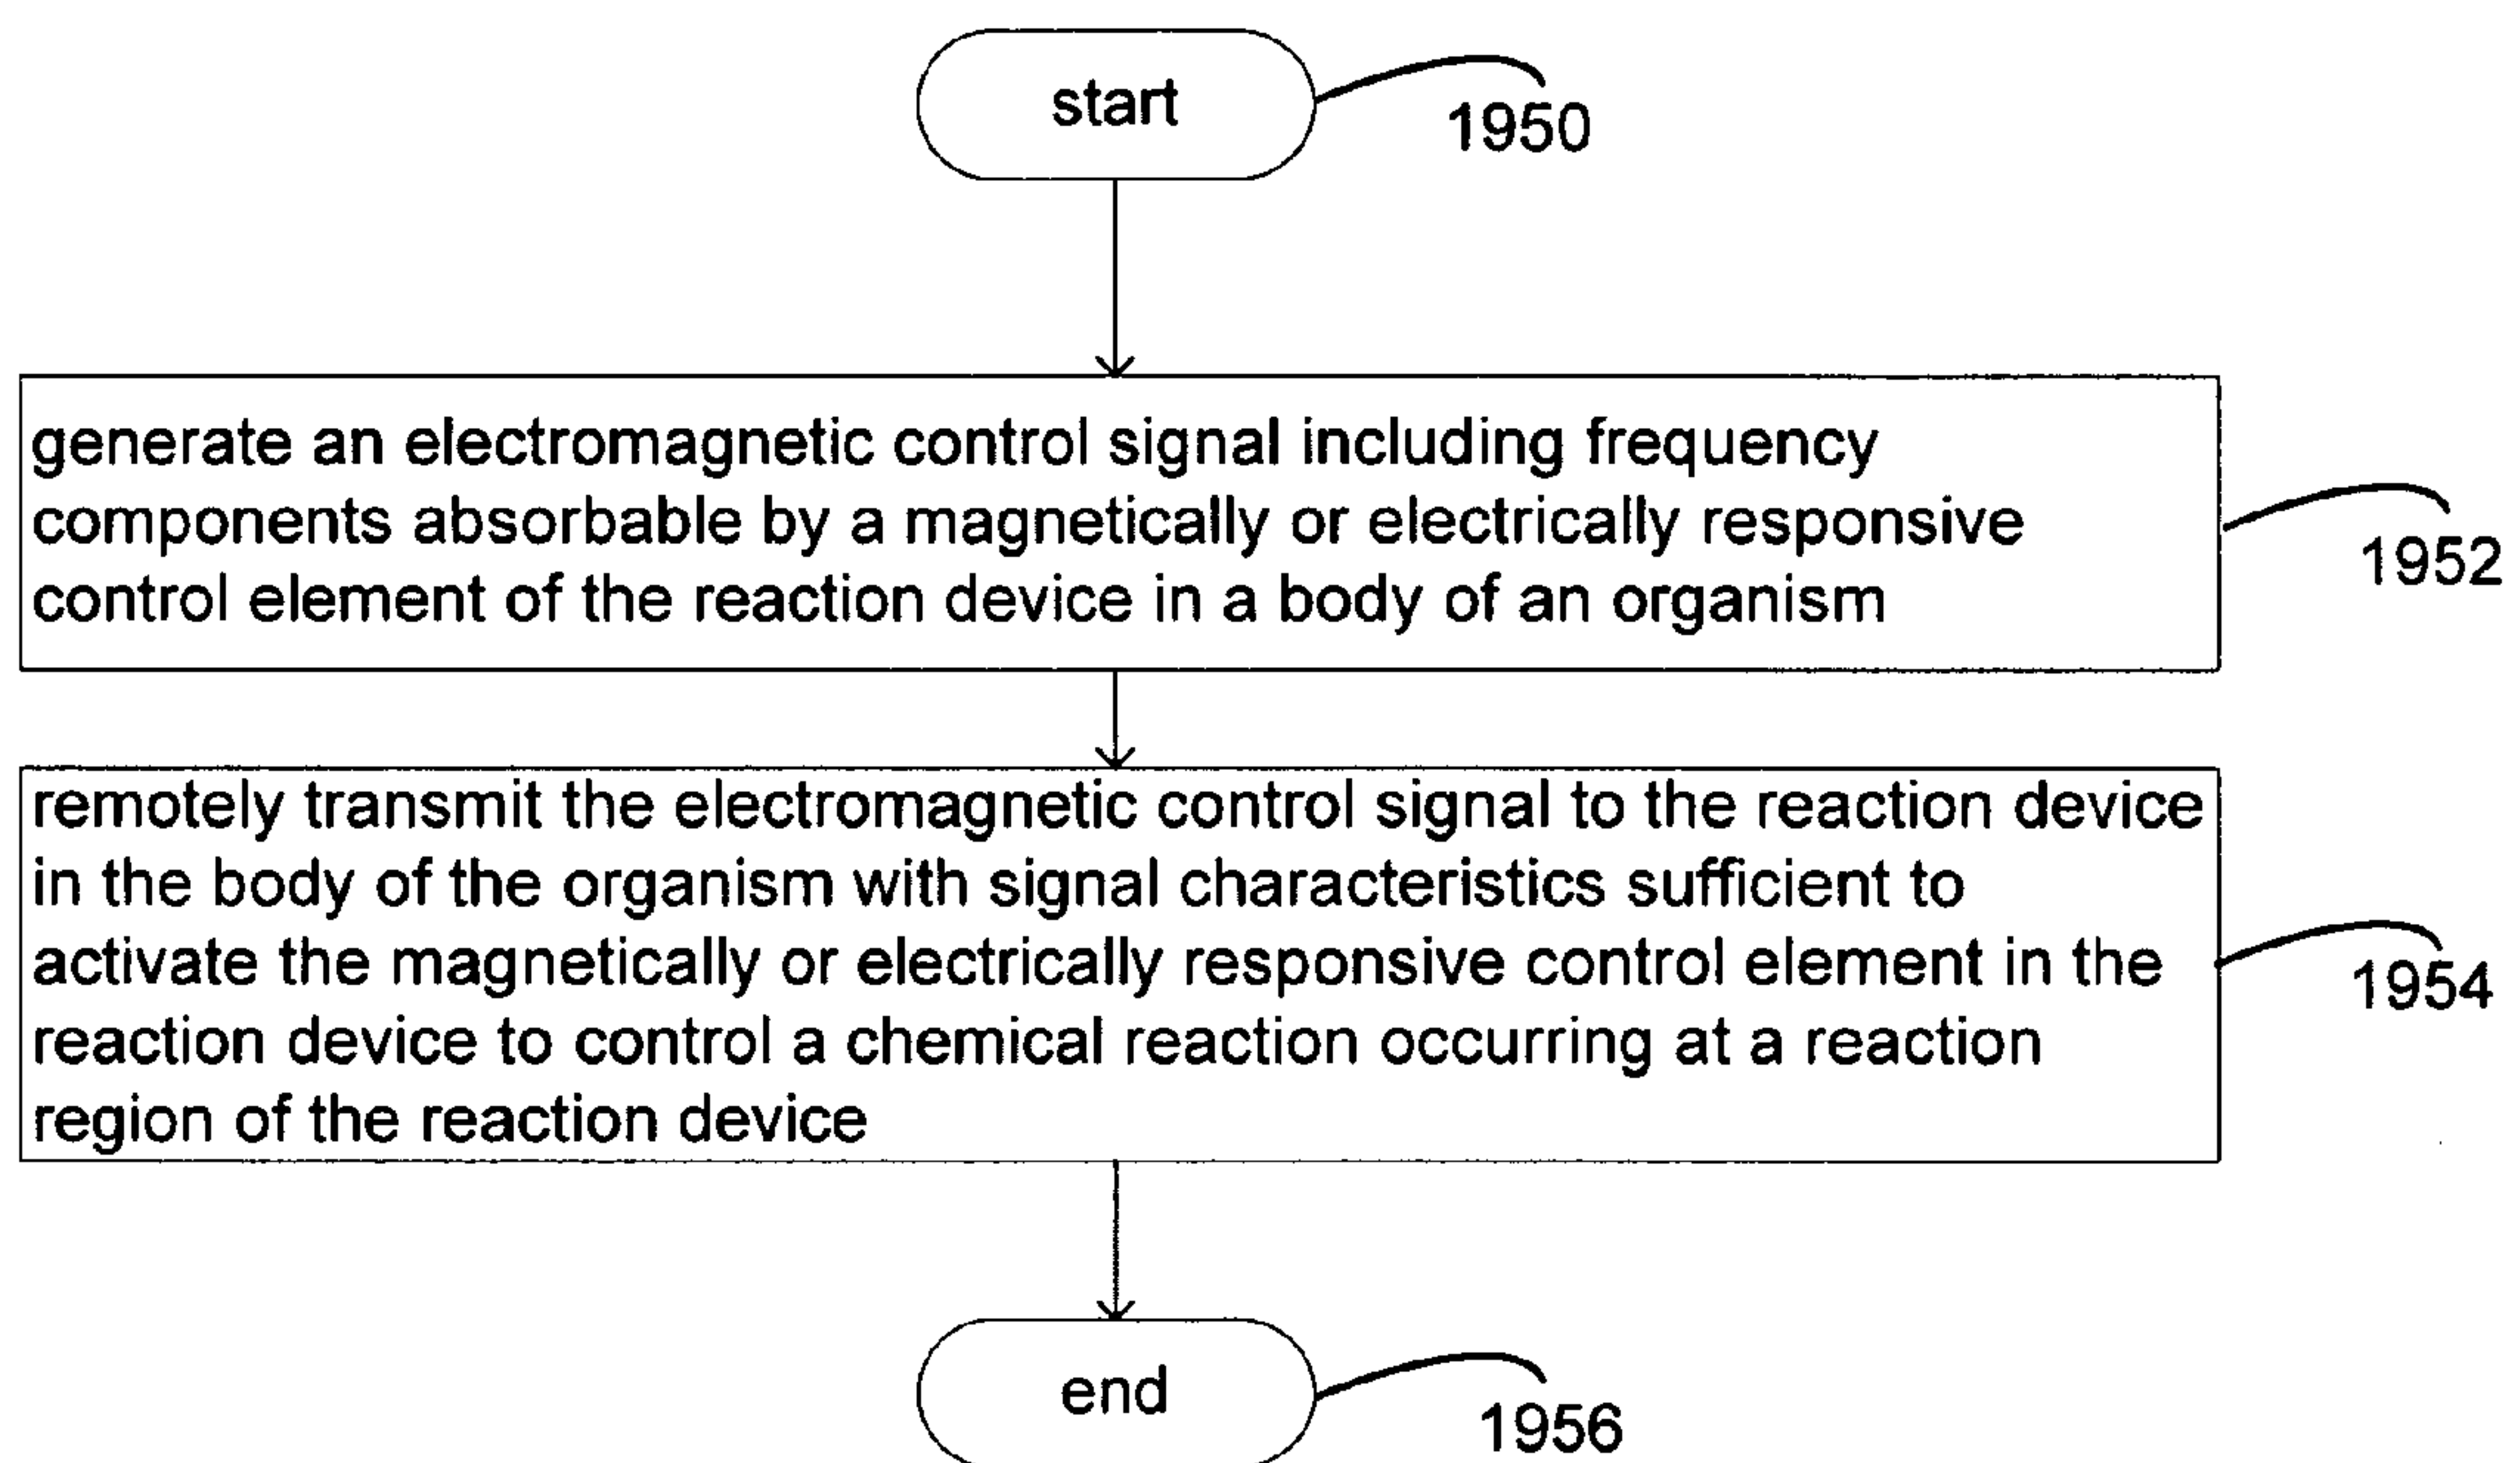 start
1950
generate an electromagnetic control signal including frequency
components absorbable by a magnetically or electrically responsive
control element of the reaction device in a body of an organism
1952
remotely transmit the electromagnetic control signal to the reaction device
in the body of the organism with signal characteristics sufficient to
activate the magnetically or electrically responsive control element in the
reaction device to control a chemical reaction occurring at a reaction
region of the reaction device
1954
end
1956